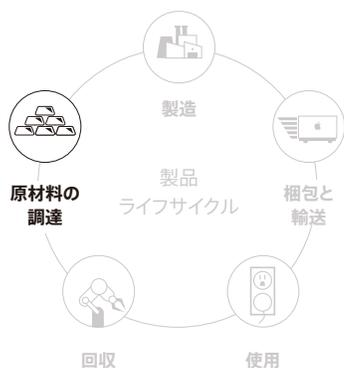 製造
原材料の
調達
製品
ライフサイクル
梱包と
輸送
回収
使用